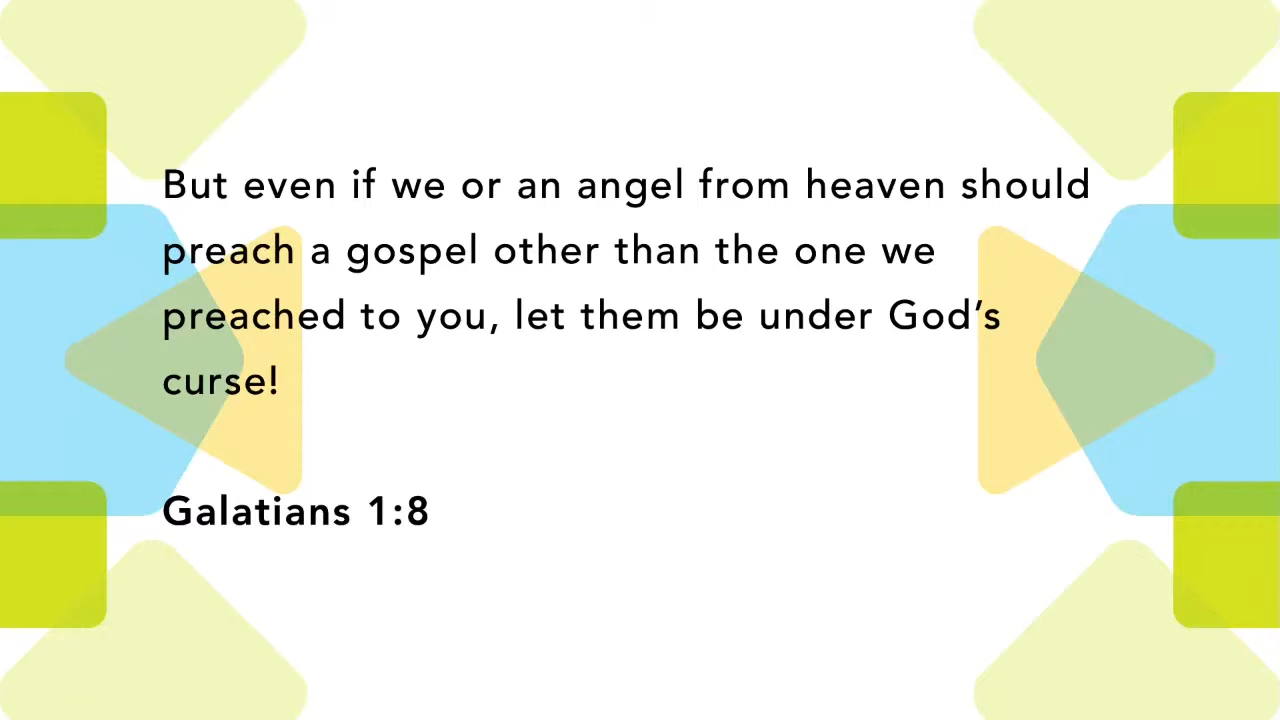 But even if we or an angel from heaven should
preach a gospel other than the one we
preached to you, let them be under God’s
curse!
Galatians 1:8